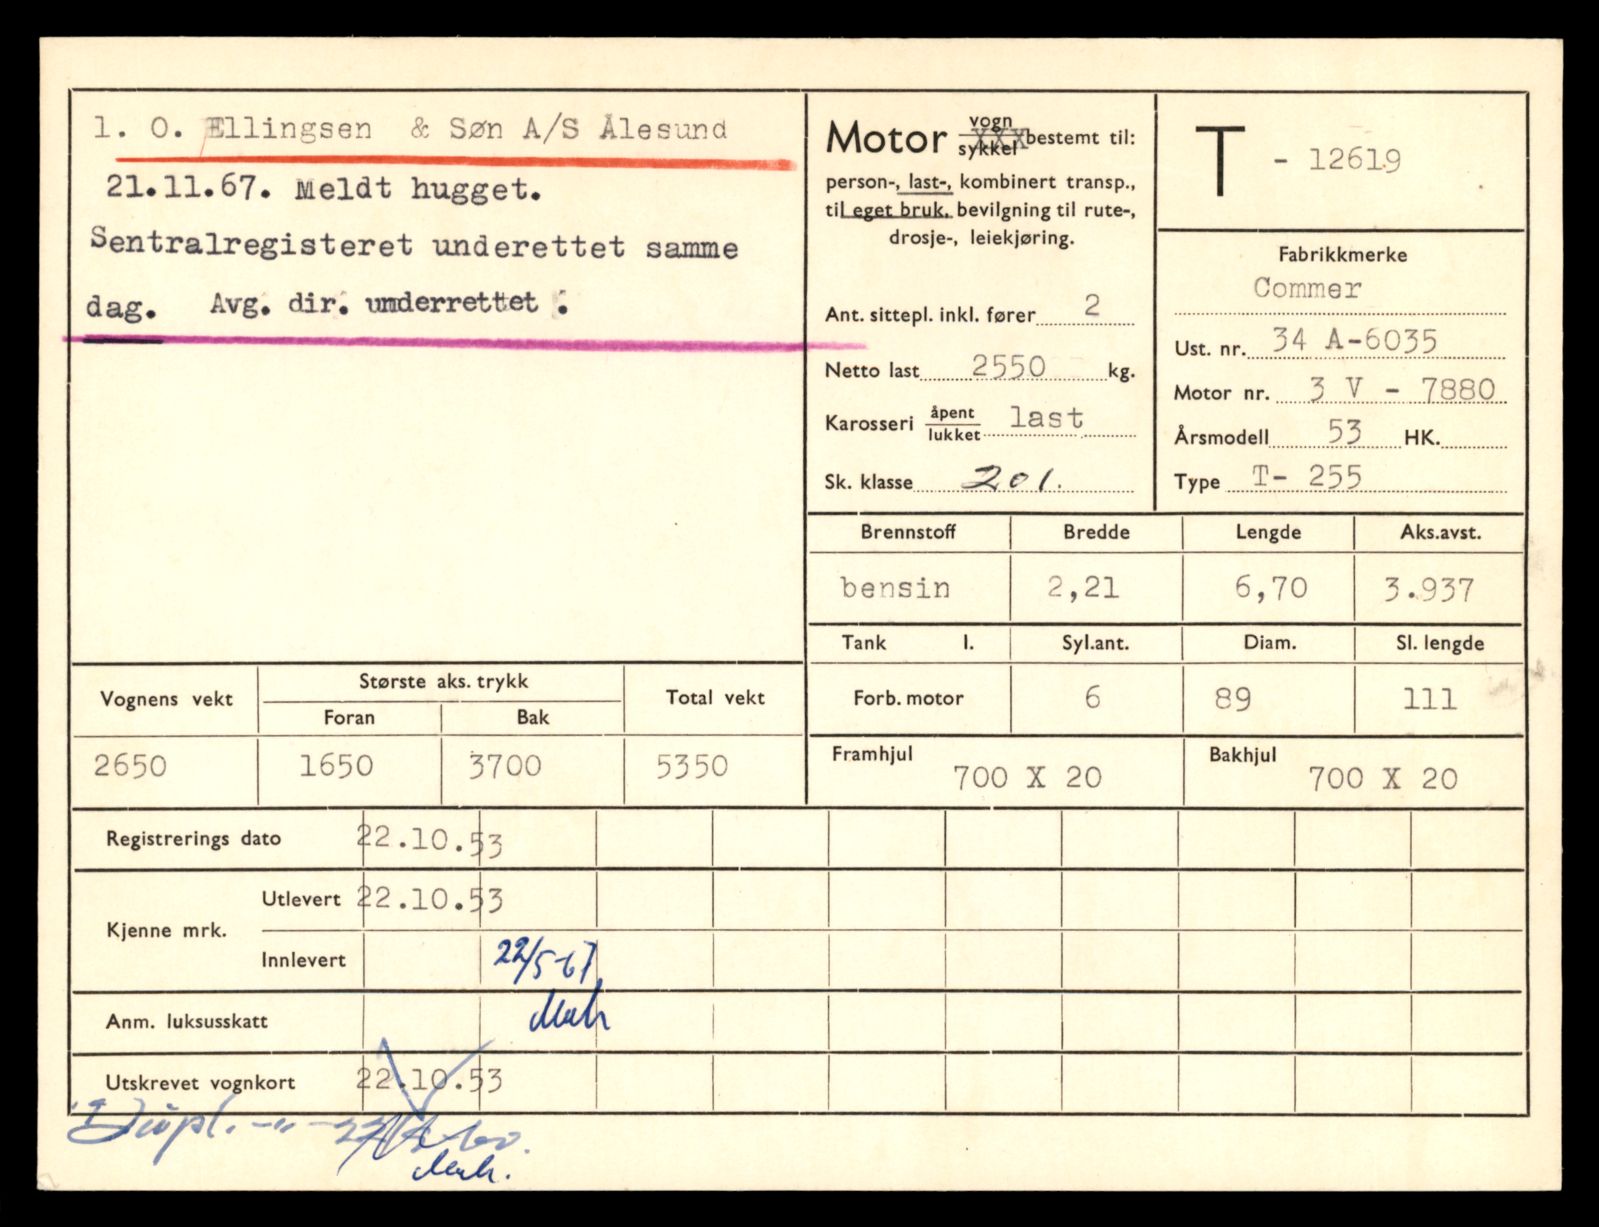 1. O. Ellingsen & Søn A/S Ålesund
21.11.67. Meldt hugget.
Sentralregisteret underettet samme
dag. Avg. dir. underrettet .
Motor vogn sykkel XXX bestemt til:
person-, last-, kombinert transp.,
til eget bruk, bevilgning til rute-,
drosje-, leiekjøring.
Ant. sittepl. inkl. fører 2
Netto last 2550 kg.
Karosseri åpent lukket last
Sk. klasse 201.
T - 12619
Fabrikkmerke
Commer
Ust. nr. 34 A-6035
Motor nr. 3 V - 7880
Årsmodell 53 HK.
Type T- 255
Brennstoff Bredde Lengde Aks.avst.
bensin 2,21 6,70 3.937
Tank l. Syl.ant. Diam. Sl. lengde
Forb. motor 6 89 111
Framhjul 700 X 20 Bakhjul 700 X 20
Vognens vekt Største aks. trykk Total vekt
Foran Bak
2650 1650 3700 5350
Registrerings dato 22.10.53
Kjenne mrk. Utlevert 22.10.53
Innlevert 22/5-67
Anm. luksusskatt
Utskrevet vognkort 22.10.53
Dupl. -"-